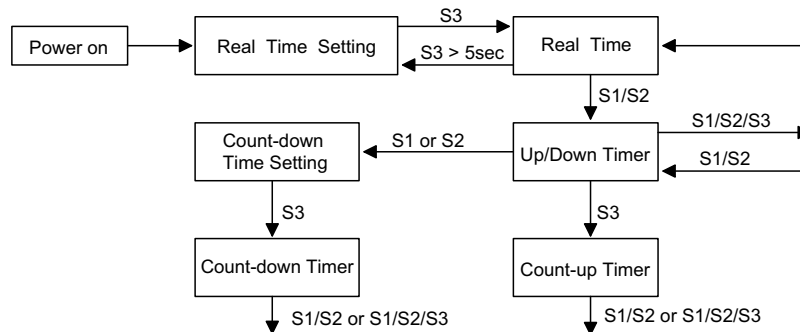 S3
Power on
Real Time Setting
Real Time
S3 > 5sec
S1/S2
Count-down
Time Setting
S1 or S2
Up/Down Timer
S1/S2/S3
S1/S2
S3
S3
Count-down Timer
Count-up Timer
S1/S2 or S1/S2/S3
S1/S2 or S1/S2/S3